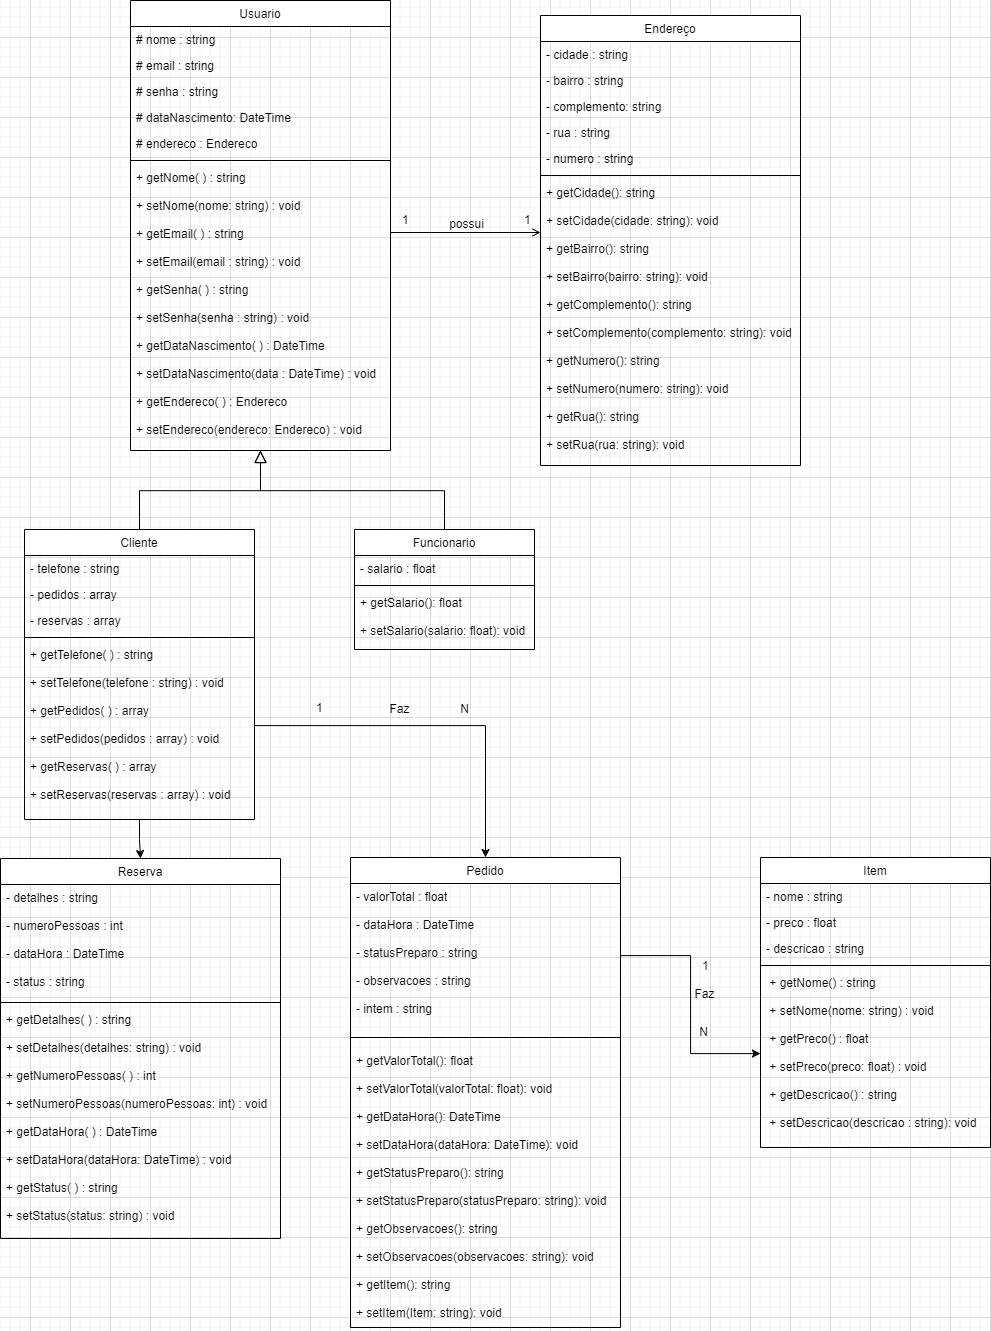 Usuario
# nome : string
# email : string
# senha : string
# dataNascimento: DateTime
# endereco : Endereco
+ getNome( ) : string
+ setNome(nome: string) : void
+ getEmail( ) : string
+ setEmail(email : string) : void
+ getSenha( ) : string
+ setSenha(senha : string) : void
+ getDataNascimento( ) : DateTime
+ setDataNascimento(data : DateTime) : void
+ getEndereco( ) : Endereco
+ setEndereco(endereco: Endereco) : void
1 possui 1
Endereço
- cidade : string
- bairro : string
- complemento: string
- rua : string
- numero : string
+ getCidade(): string
+ setCidade(cidade: string): void
+ getBairro(): string
+ setBairro(bairro: string): void
+ getComplemento(): string
+ setComplemento(complemento: string): void
+ getNumero(): string
+ setNumero(numero: string): void
+ getRua(): string
+ setRua(rua: string): void
Cliente
- telefone : string
- pedidos : array
- reservas : array
+ getTelefone( ) : string
+ setTelefone(telefone : string) : void
+ getPedidos( ) : array
+ setPedidos(pedidos : array) : void
+ getReservas( ) : array
+ setReservas(reservas : array) : void
Funcionario
- salario : float
+ getSalario(): float
+ setSalario(salario: float): void
1 Faz N
Reserva
- detalhes : string
- numeroPessoas : int
- dataHora : DateTime
- status : string
+ getDetalhes( ) : string
+ setDetalhes(detalhes: string) : void
+ getNumeroPessoas( ) : int
+ setNumeroPessoas(numeroPessoas: int) : void
+ getDataHora( ) : DateTime
+ setDataHora(dataHora: DateTime) : void
+ getStatus( ) : string
+ setStatus(status: string) : void
Pedido
- valorTotal : float
- dataHora : DateTime
- statusPreparo : string
- observacoes : string
- intem : string
+ getValorTotal(): float
+ setValorTotal(valorTotal: float): void
+ getDataHora(): DateTime
+ setDataHora(dataHora: DateTime): void
+ getStatusPreparo(): string
+ setStatusPreparo(statusPreparo: string): void
+ getObservacoes(): string
+ setObservacoes(observacoes: string): void
+ getItem(): string
+ setItem(Item: string): void
1
Faz
N
Item
- nome : string
- preco : float
- descricao : string
+ getNome() : string
+ setNome(nome: string) : void
+ getPreco() : float
+ setPreco(preco: float) : void
+ getDescricao() : string
+ setDescricao(descricao : string): void